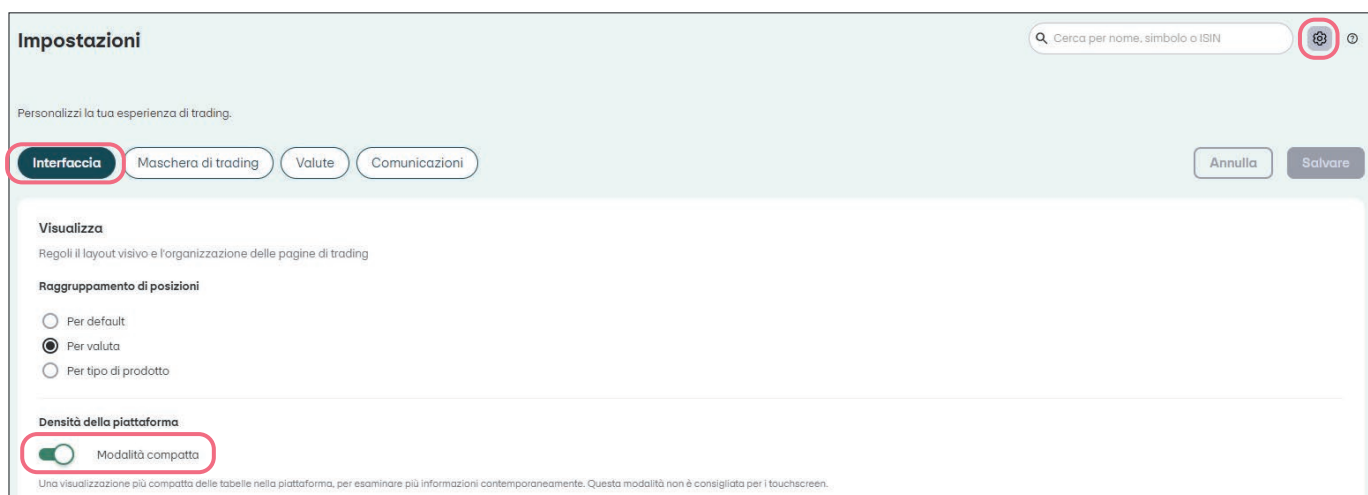 Impostazioni
Cerca per nome, simbolo o ISIN
Personalizzi la tua esperienza di trading.
Interfaccia Maschera di trading Valute Comunicazioni Annulla Salvare
Visualizza
Regoli il layout visivo e l'organizzazione delle pagine di trading
Raggruppamento di posizioni
Per default
Per valuta
Per tipo di prodotto
Densità della piattaforma
Modalità compatta
Una visualizzazione più compatta delle tabelle nella piattaforma, per esaminare più informazioni contemporaneamente. Questa modalità non è consigliata per i touchscreen.